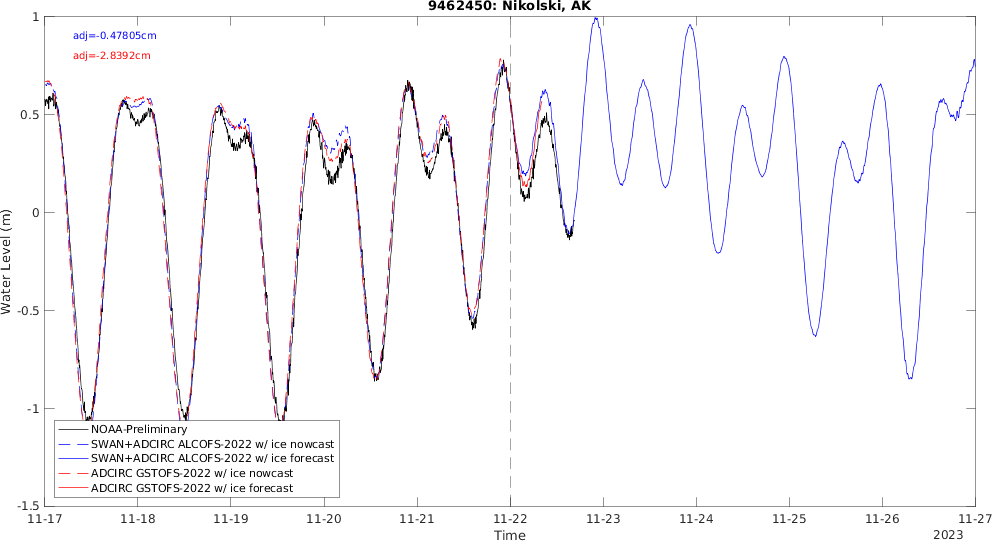 9462450: Nikolski, AK
adj=-0.47805cm
adj=-2.8392cm
Water Level (m)
1
0.5
0
-0.5
-1
-1.5
NOAA-Preliminary
SWAN+ADCIRC ALCOFS-2022 w/ ice nowcast
SWAN+ADCIRC ALCOFS-2022 w/ ice forecast
ADCIRC GSTOFS-2022 w/ ice nowcast
ADCIRC GSTOFS-2022 w/ ice forecast
11-17 11-18 11-19 11-20 11-21 11-22 11-23 11-24 11-25 11-26 11-27
Time
2023